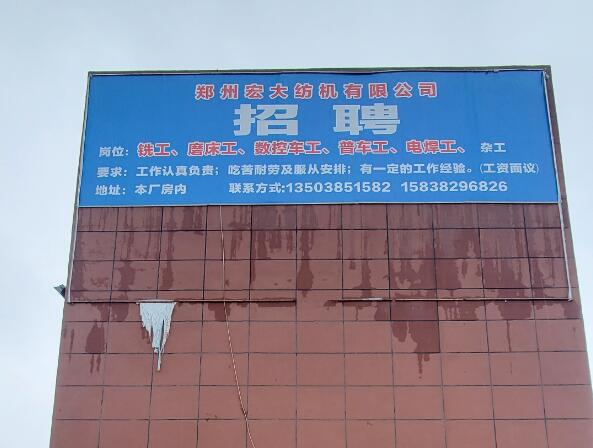 郑州宏大纺机有限公司
招聘
岗位：铣工、磨床工、数控车工、普车工、电焊工、杂工
要求：工作认真负责；吃苦耐劳及服从安排；有一定的工作经验。(工资面议)
地址：本厂房内 联系方式:13503851582 15838296826